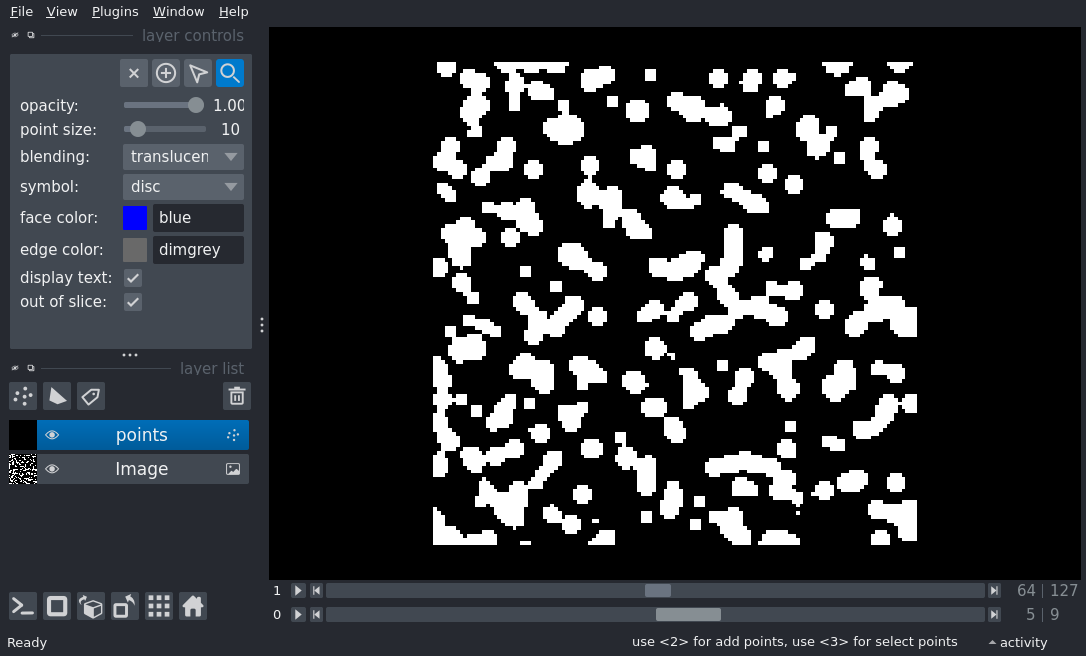 File View Plugins Window Help
layer controls
opacity: 1.00
point size: 10
blending: translucen
symbol: disc
face color: blue
edge color: dimgrey
display text:
out of slice:
layer list
points
Image
1 64 | 127
0 5 | 9
Ready use <2> for add points, use <3> for select points activity